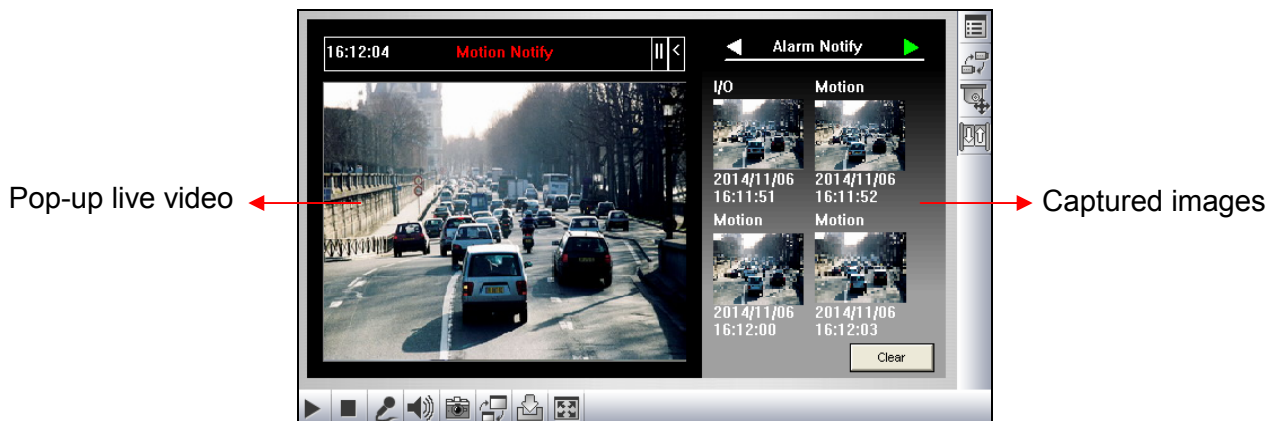 16:12:04 Motion Notify
Alarm Notify
I/O Motion
2014/11/06 2014/11/06
16:11:51 16:11:52
Motion Motion
2014/11/06 2014/11/06
16:12:00 16:12:03
Clear
Pop-up live video
Captured images